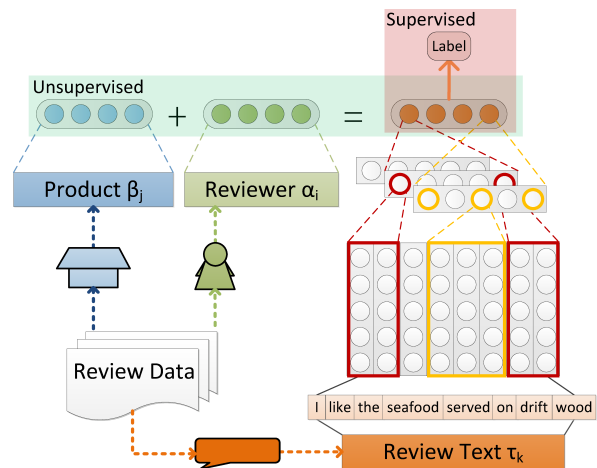 Supervised
Label
Unsupervised
+ =
Product βj
Reviewer αi
Review Data
I like the seafood served on drift wood
Review Text τk